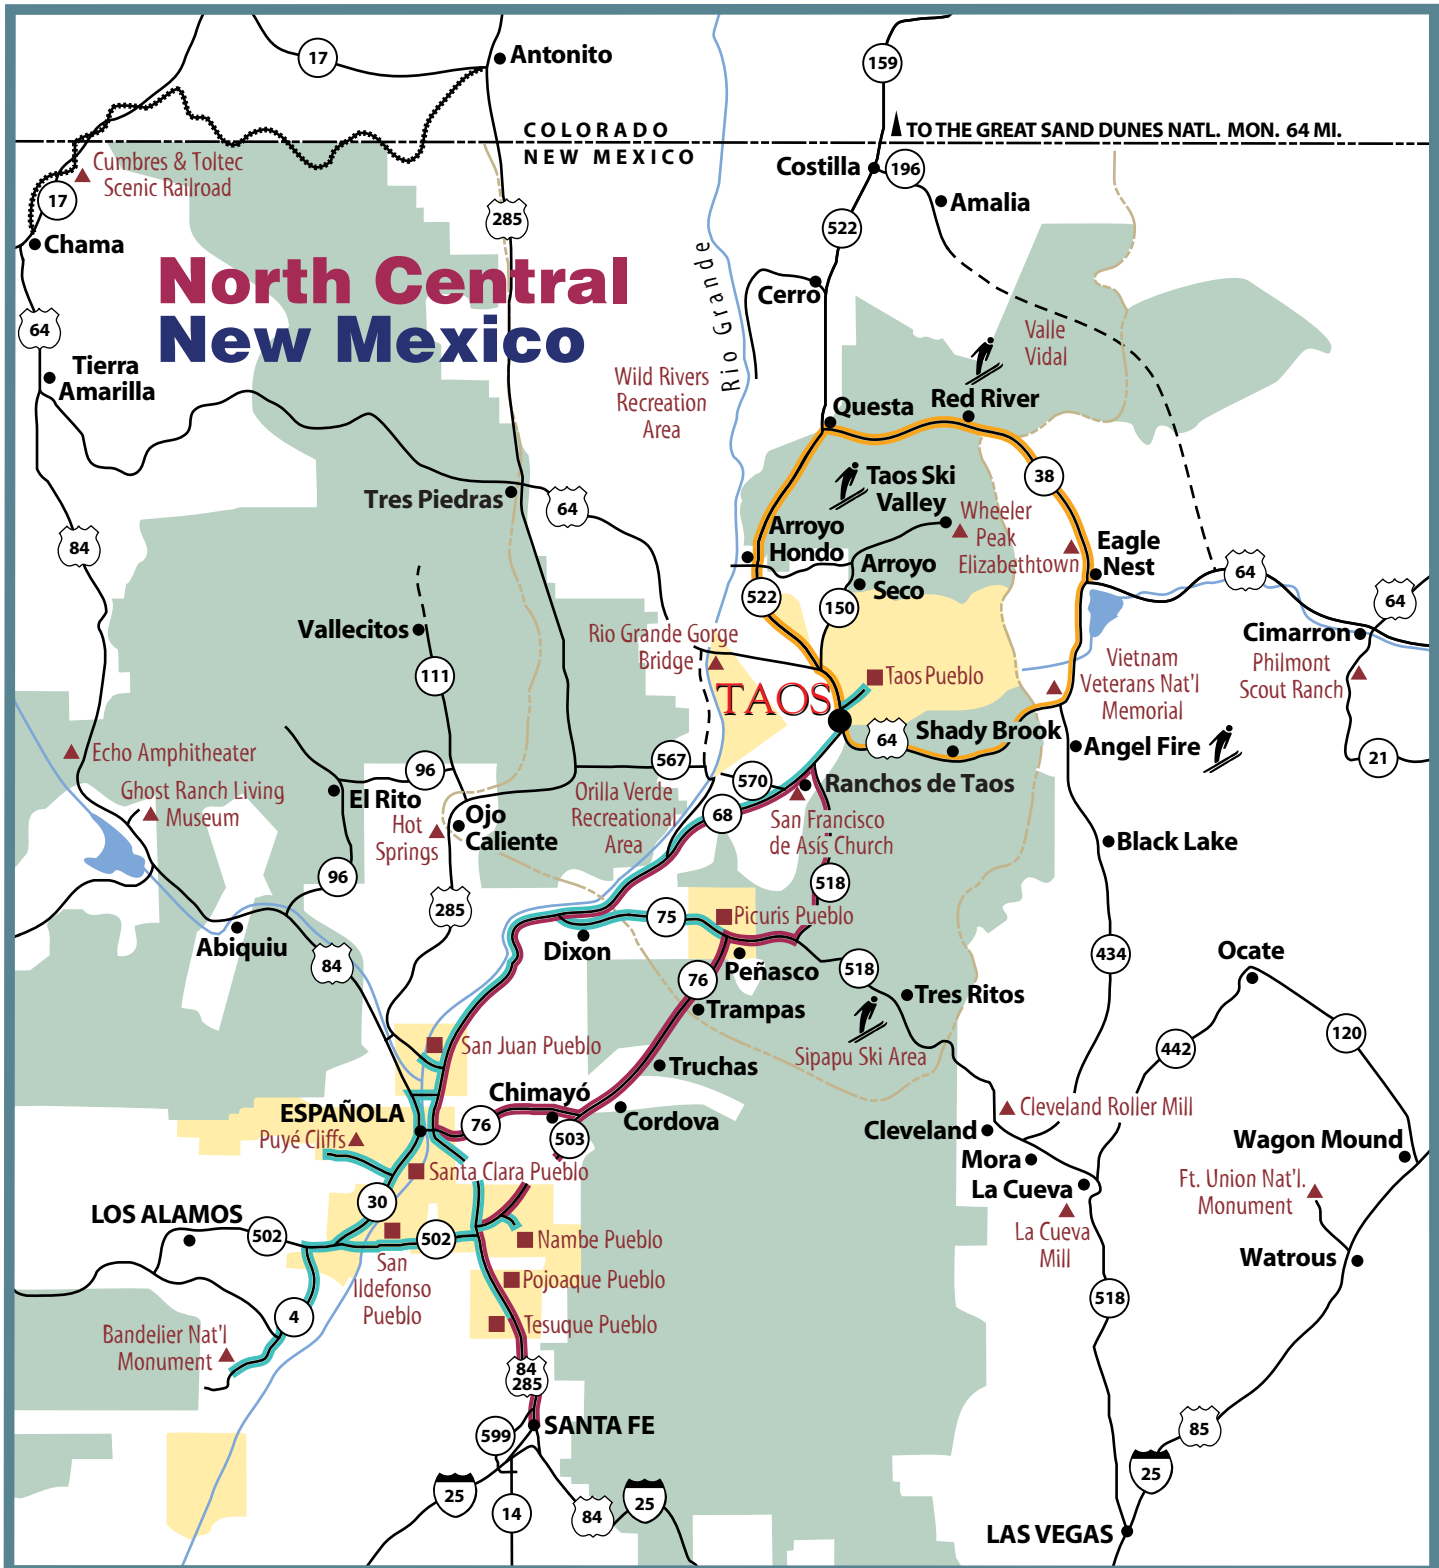 17
Antonito
159
COLORADO
NEW MEXICO
TO THE GREAT SAND DUNES NATL. MON. 64 MI.
Cumbres & Toltec
Scenic Railroad
Costilla
196
17
Amalia
285
522
Chama
North Central
New Mexico
Rio Grande
Cerro
64
Valle
Vidal
Tierra
Amarilla
Wild Rivers
Recreation
Area
Questa
Red River
38
Taos Ski
Valley
Tres Piedras
64
Wheeler
Peak
Arroyo
Hondo
84
Elizabethtown
Eagle
Nest
Arroyo
Seco
64
64
522
150
Vallecitos
Rio Grande Gorge
Bridge
Cimarron
Philmont
Scout Ranch
111
Taos Pueblo
Vietnam
Veterans Nat'l
Memorial
TAOS
64
Shady Brook
Angel Fire
Echo Amphitheater
96
567
21
570
Ranchos de Taos
Ghost Ranch Living
Museum
El Rito
Orilla Verde
Recreational
Area
68
Hot
Springs
Ojo
Caliente
San Francisco
de Asís Church
Black Lake
96
518
285
75
Picuris Pueblo
Abiquiu
Dixon
434
Ocate
84
Peñasco
518
76
Tres Ritos
Trampas
120
442
San Juan Pueblo
Sipapu Ski Area
Truchas
Chimayó
ESPAÑOLA
Cordova
Cleveland Roller Mill
76
Puyé Cliffs
503
Cleveland
Wagon Mound
Mora
Santa Clara Pueblo
La Cueva
Ft. Union Nat'l.
Monument
30
LOS ALAMOS
502
502
Nambe Pueblo
La Cueva
Mill
San
Ildefonso
Pueblo
Watrous
Pojoaque Pueblo
518
4
Tesuque Pueblo
Bandelier Nat'l
Monument
84
285
SANTA FE
599
85
25
25
25
14
84
LAS VEGAS